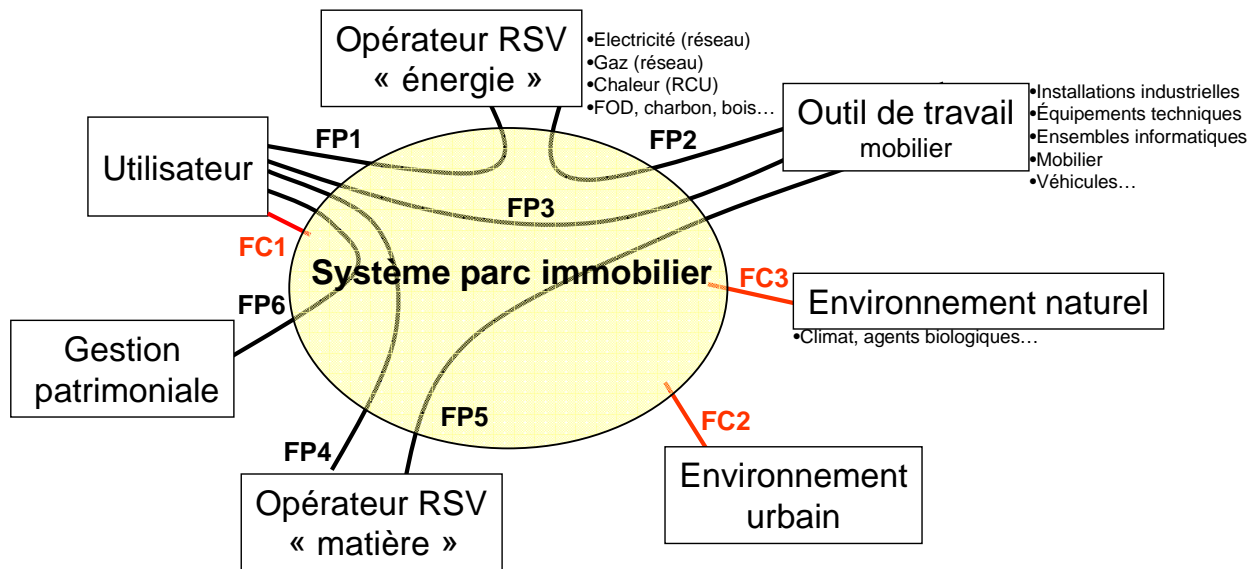 Opérateur RSV
« énergie »
•Electricité (réseau)
•Gaz (réseau)
•Chaleur (RCU)
•FOD, charbon, bois…
Outil de travail
mobilier
•Installations industrielles
•Équipements techniques
•Ensembles informatiques
•Mobilier
•Véhicules…
Utilisateur
FP1
FP2
FP3
FC1
Système parc immobilier
FC3
Environnement naturel
•Climat, agents biologiques…
FP6
Gestion
patrimoniale
FP5
FP4
FC2
Opérateur RSV
« matière »
Environnement
urbain